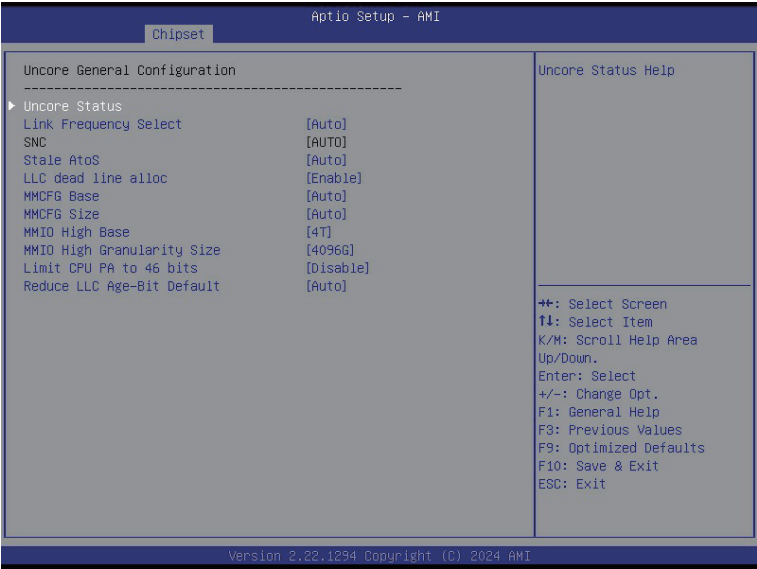 Aptio Setup – AMI
Chipset
Uncore General Configuration
--------------------------------------------------
Uncore Status
Link Frequency Select [Auto]
SNC [AUTO]
Stale AtoS [Auto]
LLC dead line alloc [Enable]
MMCFG Base [Auto]
MMCFG Size [Auto]
MMIO High Base [4T]
MMIO High Granularity Size [4096G]
Limit CPU PA to 46 bits [Disable]
Reduce LLC Age-Bit Default [Auto]
Uncore Status Help
→←: Select Screen
↑↓: Select Item
K/M: Scroll Help Area
Up/Down.
Enter: Select
+/-: Change Opt.
F1: General Help
F3: Previous Values
F9: Optimized Defaults
F10: Save & Exit
ESC: Exit
Version 2.22.1294 Copyright (C) 2024 AMI